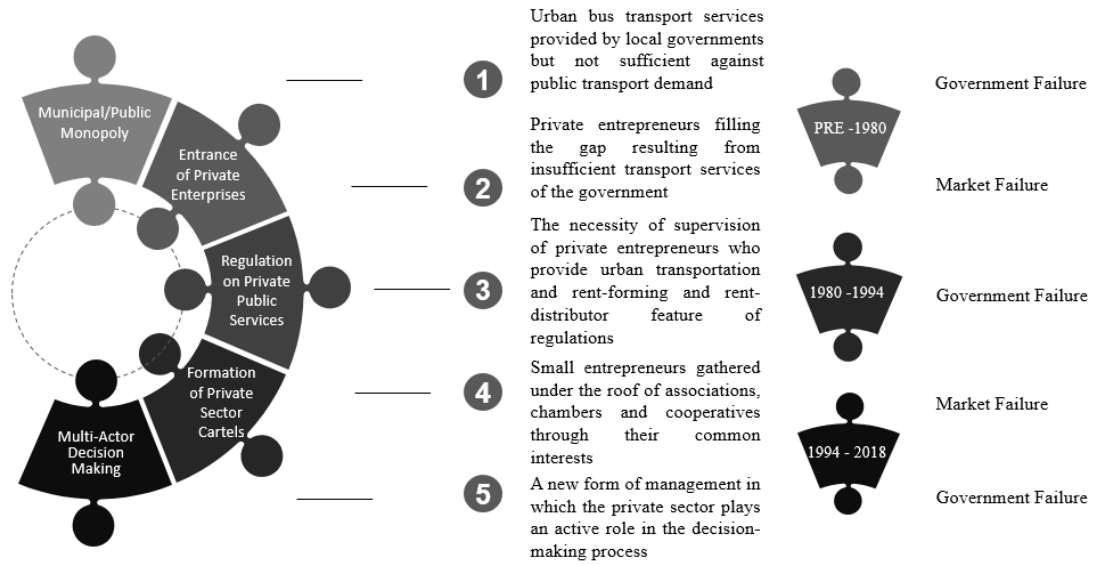 Municipal/Public
Monopoly
Entrance
of Private
Enterprises
Regulation
on Private
Public
Services
Formation
of Private
Sector
Cartels
Multi-Actor
Decision
Making
1
Urban bus transport services
provided by local governments
but not sufficient against
public transport demand
2
Private entrepreneurs filling
the gap resulting from
insufficient transport services
of the government
3
The necessity of supervision
of private entrepreneurs who
provide urban transportation
and rent-forming and rent-
distributor feature of
regulations
4
Small entrepreneurs gathered
under the roof of associations,
chambers and cooperatives
through their common
interests
5
A new form of management in
which the private sector plays
an active role in the decision-
making process
PRE -1980
1980 -1994
1994 - 2018
Government Failure
Market Failure
Government Failure
Market Failure
Government Failure